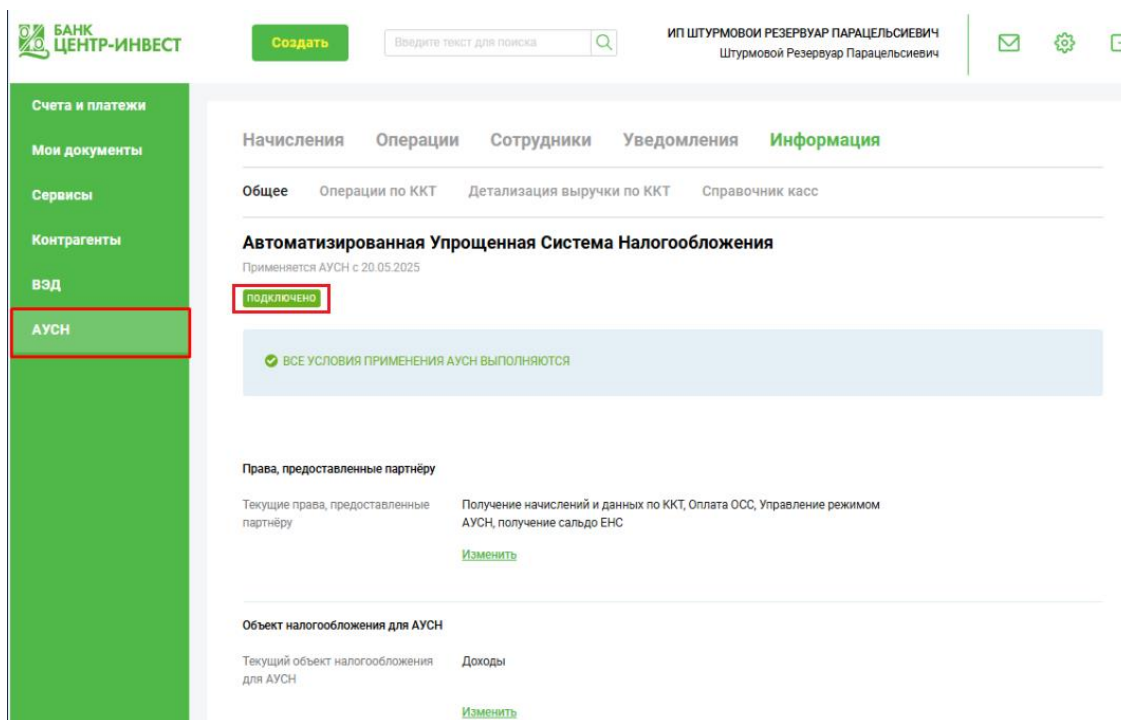 БАНК
ЦЕНТР-ИНВЕСТ
Создать
Введите текст для поиска
ИП ШТУРМОВОЙ РЕЗЕРВУАР ПАРАЦЕЛЬСИЕВИЧ
Штурмовой Резервуар Парацельсиевич
Счета и платежи
Мои документы
Сервисы
Контрагенты
ВЭД
АУСН
Начисления Операции Сотрудники Уведомления Информация
Общее Операции по ККТ Детализация выручки по ККТ Справочник касс
Автоматизированная Упрощенная Система Налогообложения
Применяется АУСН с 20.05.2025
ПОДКЛЮЧЕНО
ВСЕ УСЛОВИЯ ПРИМЕНЕНИЯ АУСН ВЫПОЛНЯЮТСЯ
Права, предоставленные партнёру
Текущие права, предоставленные
партнёру
Получение начислений и данных по ККТ, Оплата ОСС, Управление режимом
АУСН, получение сальдо ЕНС
Изменить
Объект налогообложения для АУСН
Текущий объект налогообложения
для АУСН
Доходы
Изменить